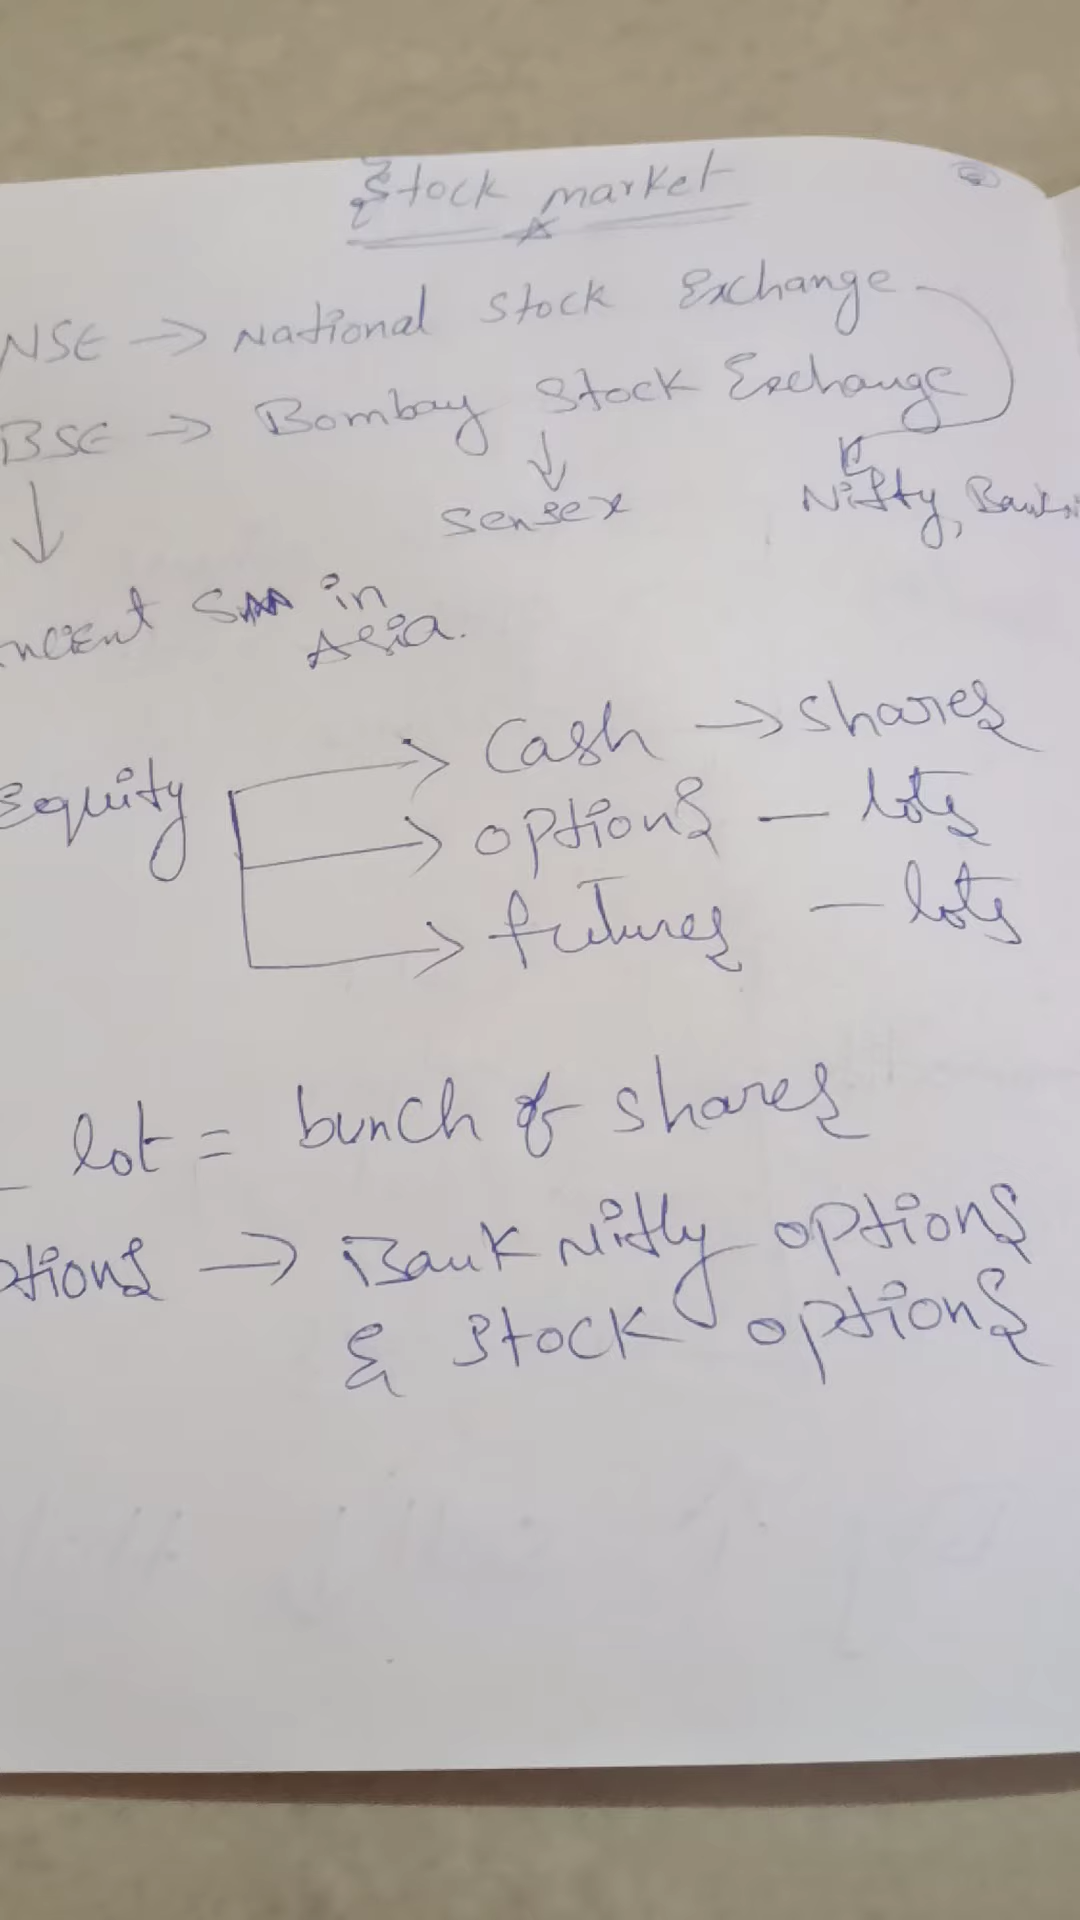 Stock market
NSE → National Stock Exchange
BSE → Bombay Stock Exchange
Sensex
Nifty,
in
Asia.
Equity
Cash → shares
options - lots
futures - lots
lot = bunch of shares
→ Bank Nifty options
& stock options